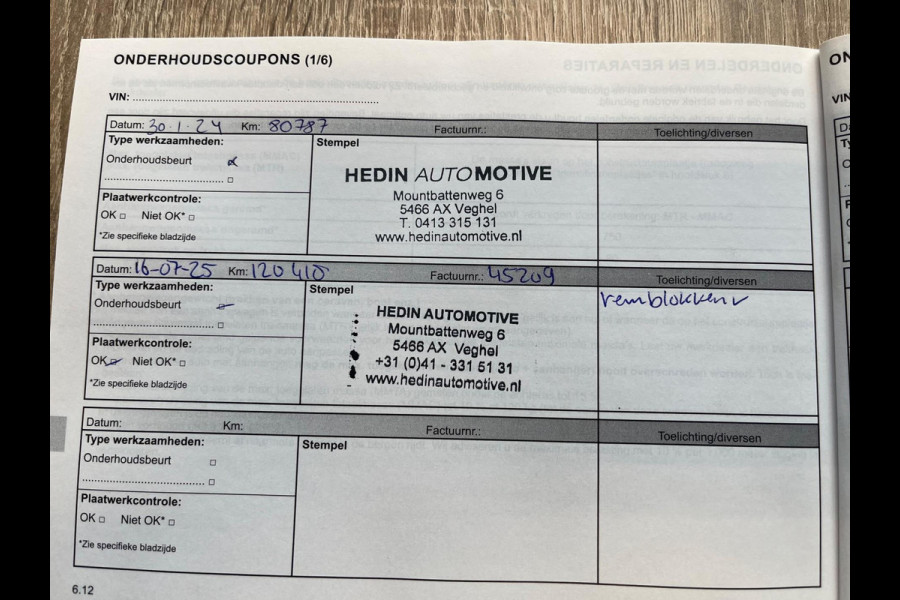 ONDERHOUDSCOUPONS (1/6)
VIN:
Datum: 30-1-24 Km: 80787 Factuurnr.: Toelichting/diversen
Type werkzaamheden:
Onderhoudsbeurt
Plaatwerkcontrole:
OK Niet OK*
*Zie specifieke bladzijde
Stempel
HEDIN AUTOMOTIVE
Mountbattenweg 6
5466 AX Veghel
T. 0413 315 131
www.hedinautomotive.nl
Datum: 16-07-25 Km: 120 410 Factuurnr.: 45209 Toelichting/diversen
Type werkzaamheden:
Onderhoudsbeurt
Plaatwerkcontrole:
OK Niet OK*
*Zie specifieke bladzijde
Stempel
HEDIN AUTOMOTIVE
Mountbattenweg 6
5466 AX Veghel
+31 (0)41 - 331 51 31
www.hedinautomotive.nl
remblokken v
Datum: Km: Factuurnr.: Toelichting/diversen
Type werkzaamheden:
Onderhoudsbeurt
Plaatwerkcontrole:
OK Niet OK*
*Zie specifieke bladzijde
Stempel
6.12
ON
VIN